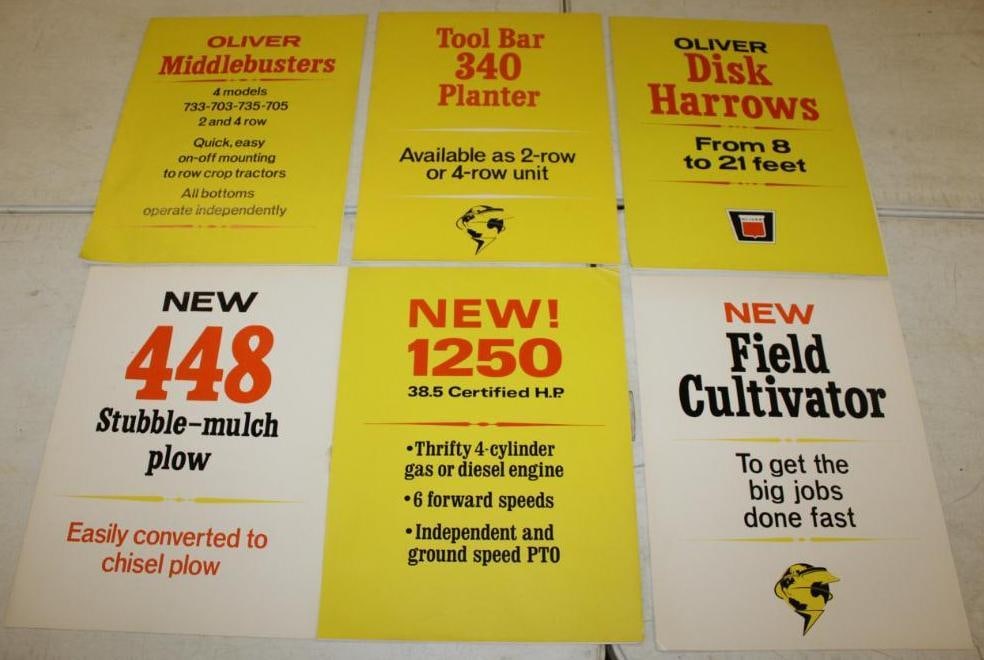 OLIVER
Middlebusters
4 models
733-703-735-705
2 and 4 row
Quick, easy
on-off mounting
to row crop tractors
All bottoms
operate independently
Tool Bar
340
Planter
Available as 2-row
or 4-row unit
OLIVER
Disk
Harrows
From 8
to 21 feet
OLIVER
NEW
448
Stubble-mulch
plow
Easily converted to
chisel plow
NEW!
1250
38.5 Certified H.P.
•Thrifty 4-cylinder
gas or diesel engine
•6 forward speeds
•Independent and
ground speed PTO
NEW
Field
Cultivator
To get the
big jobs
done fast